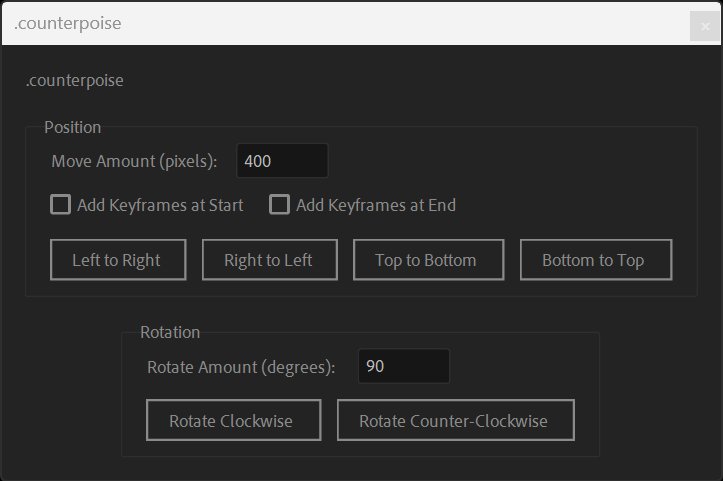 .counterpoise
×
.counterpoise
Position
Move Amount (pixels): 400
Add Keyframes at Start Add Keyframes at End
Left to Right Right to Left Top to Bottom Bottom to Top
Rotation
Rotate Amount (degrees): 90
Rotate Clockwise Rotate Counter-Clockwise